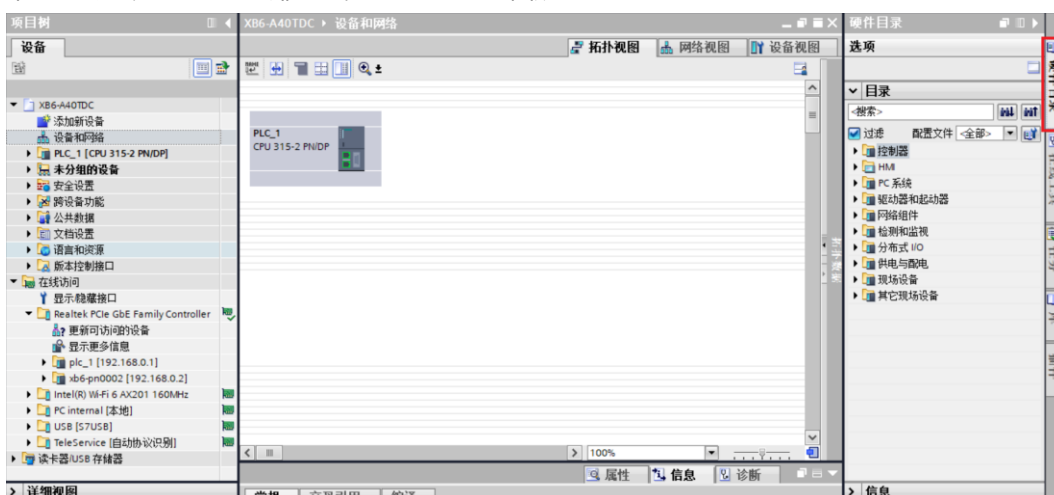 项目树
XB6-A40TDC ▸ 设备和网络
硬件目录
设备
拓扑视图
网络视图
设备视图
选项
XB6-A40TDC
添加新设备
设备和网络
PLC_1 [CPU 315-2 PN/DP]
未分组的设备
安全设置
跨设备功能
公共数据
文档设置
语言和资源
版本控制接口
在线访问
显示/隐藏接口
Realtek PCIe GbE Family Controller
更新可访问的设备
显示更多信息
plc_1 [192.168.0.1]
xb6-pn0002 [192.168.0.2]
Intel(R) Wi-Fi 6 AX201 160MHz
PC internal [本地]
USB [S7USB]
TeleService [自动协议识别]
读卡器/USB 存储器
详细视图
PLC_1
CPU 315-2 PN/DP
100%
属性
信息
诊断
常规
交叉引用
编译
目录
<搜索>
过滤
配置文件
<全部>
控制器
HMI
PC 系统
驱动器和起动器
网络组件
检测和监视
分布式 I/O
供电与配电
现场设备
其它现场设备
信息